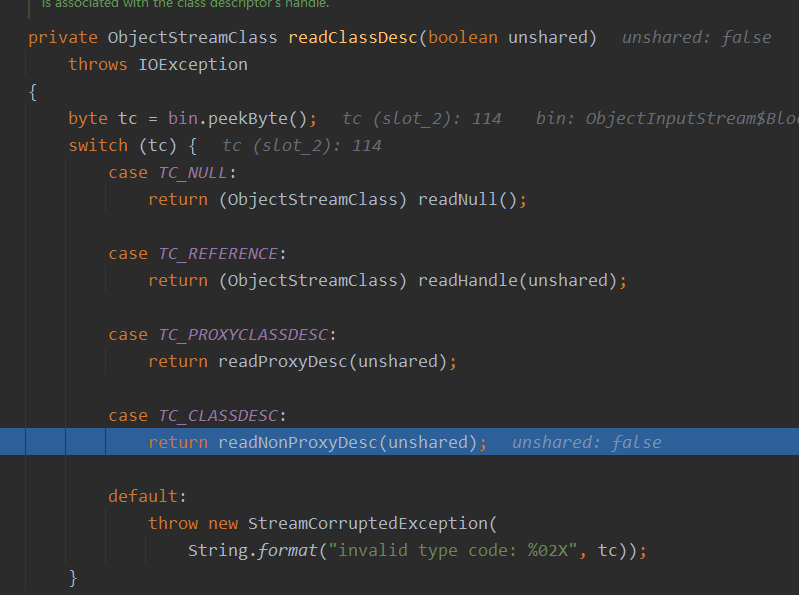 is associated with the class descriptor's handle.
private ObjectStreamClass readClassDesc(boolean unshared) unshared: false
throws IOException
{
byte tc = bin.peekByte(); tc (slot_2): 114 bin: ObjectInputStream$Bloc
switch (tc) { tc (slot_2): 114
case TC_NULL:
return (ObjectStreamClass) readNull();
case TC_REFERENCE:
return (ObjectStreamClass) readHandle(unshared);
case TC_PROXYCLASSDESC:
return readProxyDesc(unshared);
case TC_CLASSDESC:
return readNonProxyDesc(unshared); unshared: false
default:
throw new StreamCorruptedException(
String.format("invalid type code: %02X", tc));
}